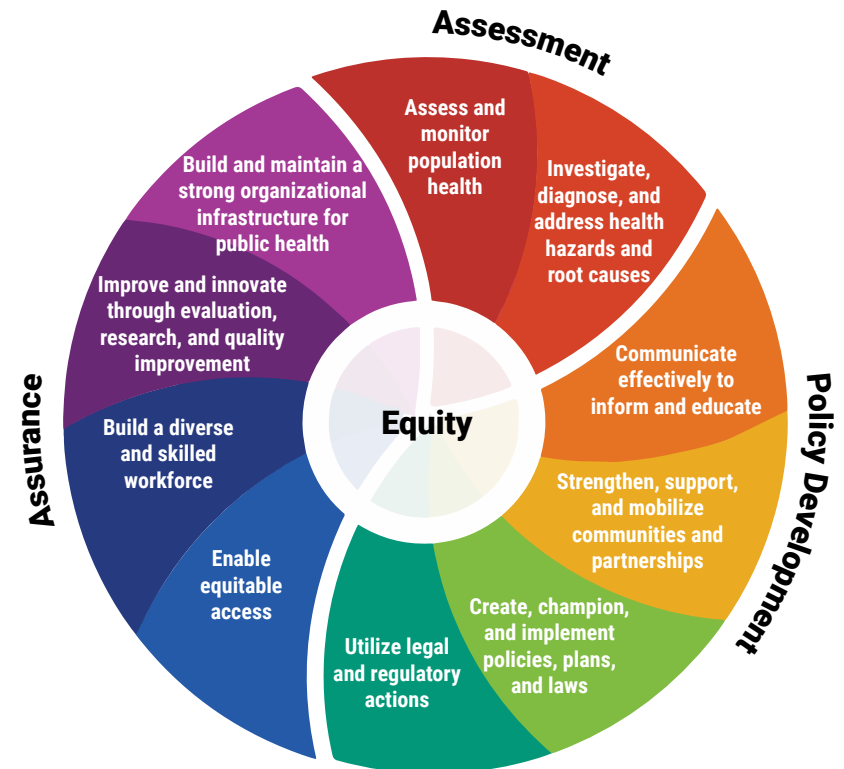 Assessment
Assess and
monitor
population
health
Investigate,
diagnose, and
address health
hazards and
root causes
Policy Development
Communicate
effectively to
inform and educate
Strengthen, support,
and mobilize
communities and
partnerships
Create, champion,
and implement
policies, plans,
and laws
Utilize legal
and regulatory
actions
Assurance
Enable
equitable
access
Build a diverse
and skilled
workforce
Improve and innovate
through evaluation,
research, and quality
improvement
Build and maintain a
strong organizational
infrastructure for
public health
Equity